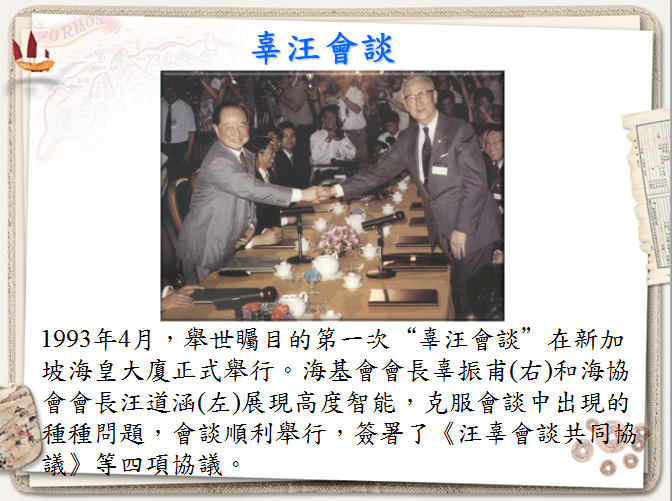 辜汪會談
1993年4月，舉世矚目的第一次“辜汪會談”在新加
坡海皇大廈正式舉行。海基會會長辜振甫(右)和海協
會會長汪道涵(左)展現高度智能，克服會談中出現的
種種問題，會談順利舉行，簽署了《汪辜會談共同協
議》等四項協議。